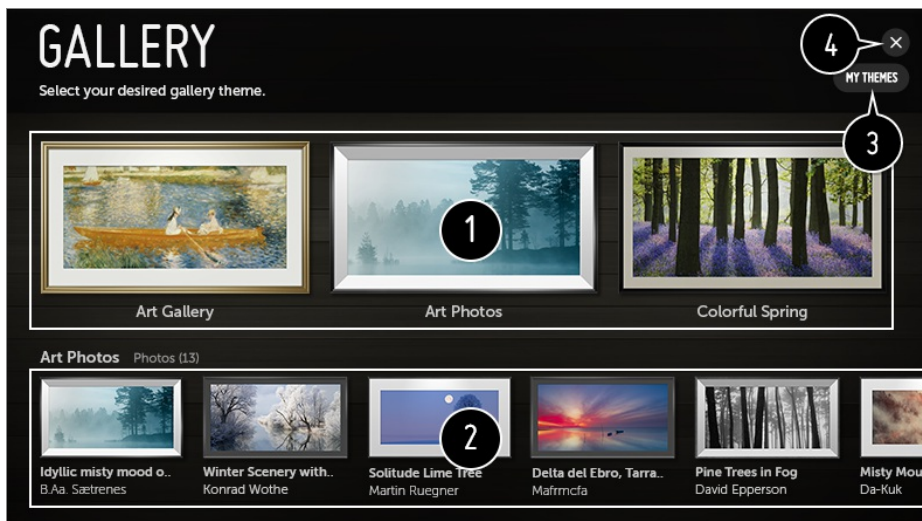 GALLERY
Select your desired gallery theme.
4
MY THEMES
3
1
Art Gallery
Art Photos
Colorful Spring
Art Photos Photos (13)
2
Idyllic misty mood o..
B.Aa. Sætrenes
Winter Scenery with..
Konrad Wothe
Solitude Lime Tree
Martin Ruegner
Delta del Ebro, Tarra..
Mafrmcfa
Pine Trees in Fog
David Epperson
Misty Mou
Da-Kuk